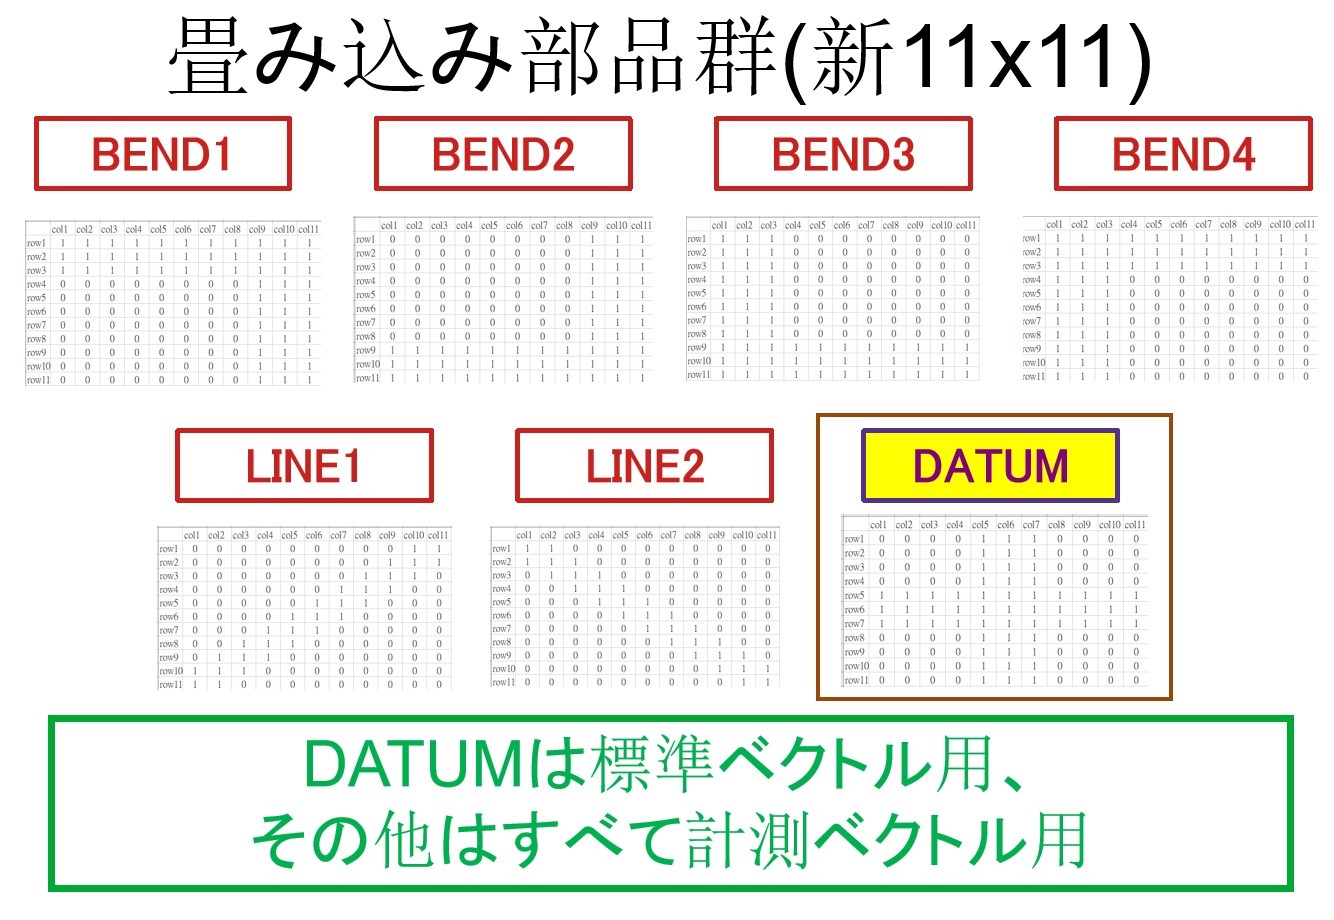 畳み込み部品群(新11x11)
BEND1 BEND2 BEND3 BEND4
col1 col2 col3 col4 col5 col6 col7 col8 col9 col10 col11
row1 1 1 1 1 1 1 1 1 1 1 1
row2 1 1 1 1 1 1 1 1 1 1 1
row3 1 1 1 1 1 1 1 1 1 1 1
row4 0 0 0 0 0 0 0 0 1 1 1
row5 0 0 0 0 0 0 0 0 1 1 1
row6 0 0 0 0 0 0 0 0 1 1 1
row7 0 0 0 0 0 0 0 0 1 1 1
row8 0 0 0 0 0 0 0 0 1 1 1
row9 0 0 0 0 0 0 0 0 1 1 1
row10 0 0 0 0 0 0 0 0 1 1 1
row11 0 0 0 0 0 0 0 0 1 1 1
col1 col2 col3 col4 col5 col6 col7 col8 col9 col10 col11
row1 0 0 0 0 0 0 0 0 1 1 1
row2 0 0 0 0 0 0 0 0 1 1 1
row3 0 0 0 0 0 0 0 0 1 1 1
row4 0 0 0 0 0 0 0 0 1 1 1
row5 0 0 0 0 0 0 0 0 1 1 1
row6 0 0 0 0 0 0 0 0 1 1 1
row7 0 0 0 0 0 0 0 0 1 1 1
row8 0 0 0 0 0 0 0 0 1 1 1
row9 1 1 1 1 1 1 1 1 1 1 1
row10 1 1 1 1 1 1 1 1 1 1 1
row11 1 1 1 1 1 1 1 1 1 1 1
col1 col2 col3 col4 col5 col6 col7 col8 col9 col10 col11
row1 1 1 1 0 0 0 0 0 0 0 0
row2 1 1 1 0 0 0 0 0 0 0 0
row3 1 1 1 0 0 0 0 0 0 0 0
row4 1 1 1 0 0 0 0 0 0 0 0
row5 1 1 1 0 0 0 0 0 0 0 0
row6 1 1 1 0 0 0 0 0 0 0 0
row7 1 1 1 0 0 0 0 0 0 0 0
row8 1 1 1 0 0 0 0 0 0 0 0
row9 1 1 1 1 1 1 1 1 1 1 1
row10 1 1 1 1 1 1 1 1 1 1 1
row11 1 1 1 1 1 1 1 1 1 1 1
col1 col2 col3 col4 col5 col6 col7 col8 col9 col10 col11
row1 1 1 1 1 1 1 1 1 1 1 1
row2 1 1 1 1 1 1 1 1 1 1 1
row3 1 1 1 1 1 1 1 1 1 1 1
row4 1 1 1 0 0 0 0 0 0 0 0
row5 1 1 1 0 0 0 0 0 0 0 0
row6 1 1 1 0 0 0 0 0 0 0 0
row7 1 1 1 0 0 0 0 0 0 0 0
row8 1 1 1 0 0 0 0 0 0 0 0
row9 1 1 1 0 0 0 0 0 0 0 0
row10 1 1 1 0 0 0 0 0 0 0 0
row11 1 1 1 0 0 0 0 0 0 0 0
LINE1 LINE2 DATUM
col1 col2 col3 col4 col5 col6 col7 col8 col9 col10 col11
row1 0 0 0 0 0 0 0 0 0 1 1
row2 0 0 0 0 0 0 0 0 1 1 1
row3 0 0 0 0 0 0 0 1 1 1 0
row4 0 0 0 0 0 0 1 1 1 0 0
row5 0 0 0 0 0 1 1 1 0 0 0
row6 0 0 0 0 1 1 1 0 0 0 0
row7 0 0 0 1 1 1 0 0 0 0 0
row8 0 0 1 1 1 0 0 0 0 0 0
row9 0 1 1 1 0 0 0 0 0 0 0
row10 1 1 1 0 0 0 0 0 0 0 0
row11 1 1 0 0 0 0 0 0 0 0 0
col1 col2 col3 col4 col5 col6 col7 col8 col9 col10 col11
row1 1 1 0 0 0 0 0 0 0 0 0
row2 1 1 1 0 0 0 0 0 0 0 0
row3 0 1 1 1 0 0 0 0 0 0 0
row4 0 0 1 1 1 0 0 0 0 0 0
row5 0 0 0 1 1 1 0 0 0 0 0
row6 0 0 0 0 1 1 1 0 0 0 0
row7 0 0 0 0 0 1 1 1 0 0 0
row8 0 0 0 0 0 0 1 1 1 0 0
row9 0 0 0 0 0 0 0 1 1 1 0
row10 0 0 0 0 0 0 0 0 1 1 1
row11 0 0 0 0 0 0 0 0 0 1 1
col1 col2 col3 col4 col5 col6 col7 col8 col9 col10 col11
row1 0 0 0 0 1 1 1 0 0 0 0
row2 0 0 0 0 1 1 1 0 0 0 0
row3 0 0 0 0 1 1 1 0 0 0 0
row4 0 0 0 0 1 1 1 0 0 0 0
row5 1 1 1 1 1 1 1 1 1 1 1
row6 1 1 1 1 1 1 1 1 1 1 1
row7 1 1 1 1 1 1 1 1 1 1 1
row8 0 0 0 0 1 1 1 0 0 0 0
row9 0 0 0 0 1 1 1 0 0 0 0
row10 0 0 0 0 1 1 1 0 0 0 0
row11 0 0 0 0 1 1 1 0 0 0 0
DATUMは標準ベクトル用、
その他はすべて計測ベクトル用